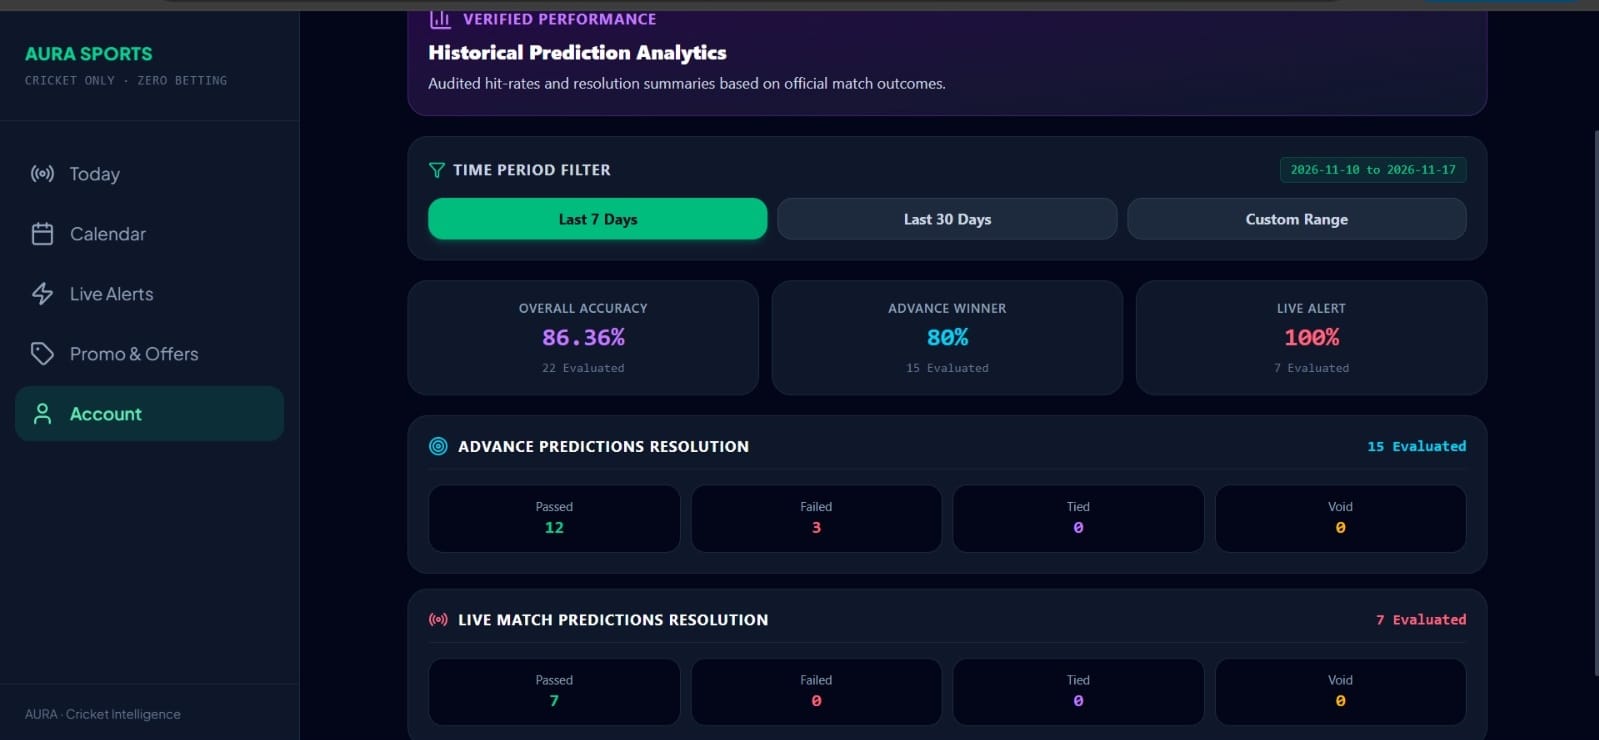 AURA SPORTS
CRICKET ONLY · ZERO BETTING
Today
Calendar
Live Alerts
Promo & Offers
Account
AURA · Cricket Intelligence
VERIFIED PERFORMANCE
Historical Prediction Analytics
Audited hit-rates and resolution summaries based on official match outcomes.
TIME PERIOD FILTER
2026-11-10 to 2026-11-17
Last 7 Days
Last 30 Days
Custom Range
OVERALL ACCURACY
86.36%
22 Evaluated
ADVANCE WINNER
80%
15 Evaluated
LIVE ALERT
100%
7 Evaluated
ADVANCE PREDICTIONS RESOLUTION
15 Evaluated
Passed
12
Failed
3
Tied
0
Void
0
LIVE MATCH PREDICTIONS RESOLUTION
7 Evaluated
Passed
7
Failed
0
Tied
0
Void
0